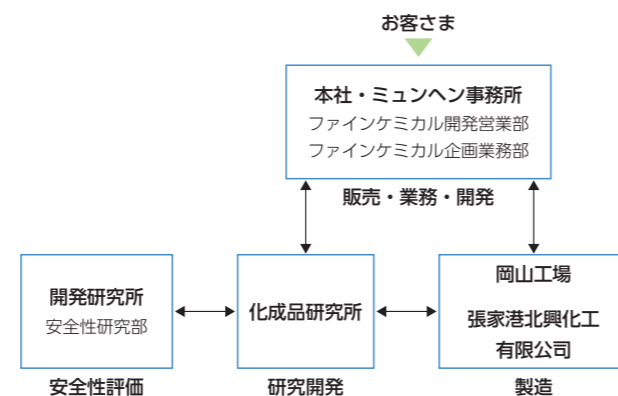 お客さま
本社・ミュンヘン事務所
ファインケミカル開発営業部
ファインケミカル企画業務部
販売・業務・開発
開発研究所
安全性研究部
安全性評価
化成品研究所
研究開発
岡山工場
張家港北興化工
有限公司
製造